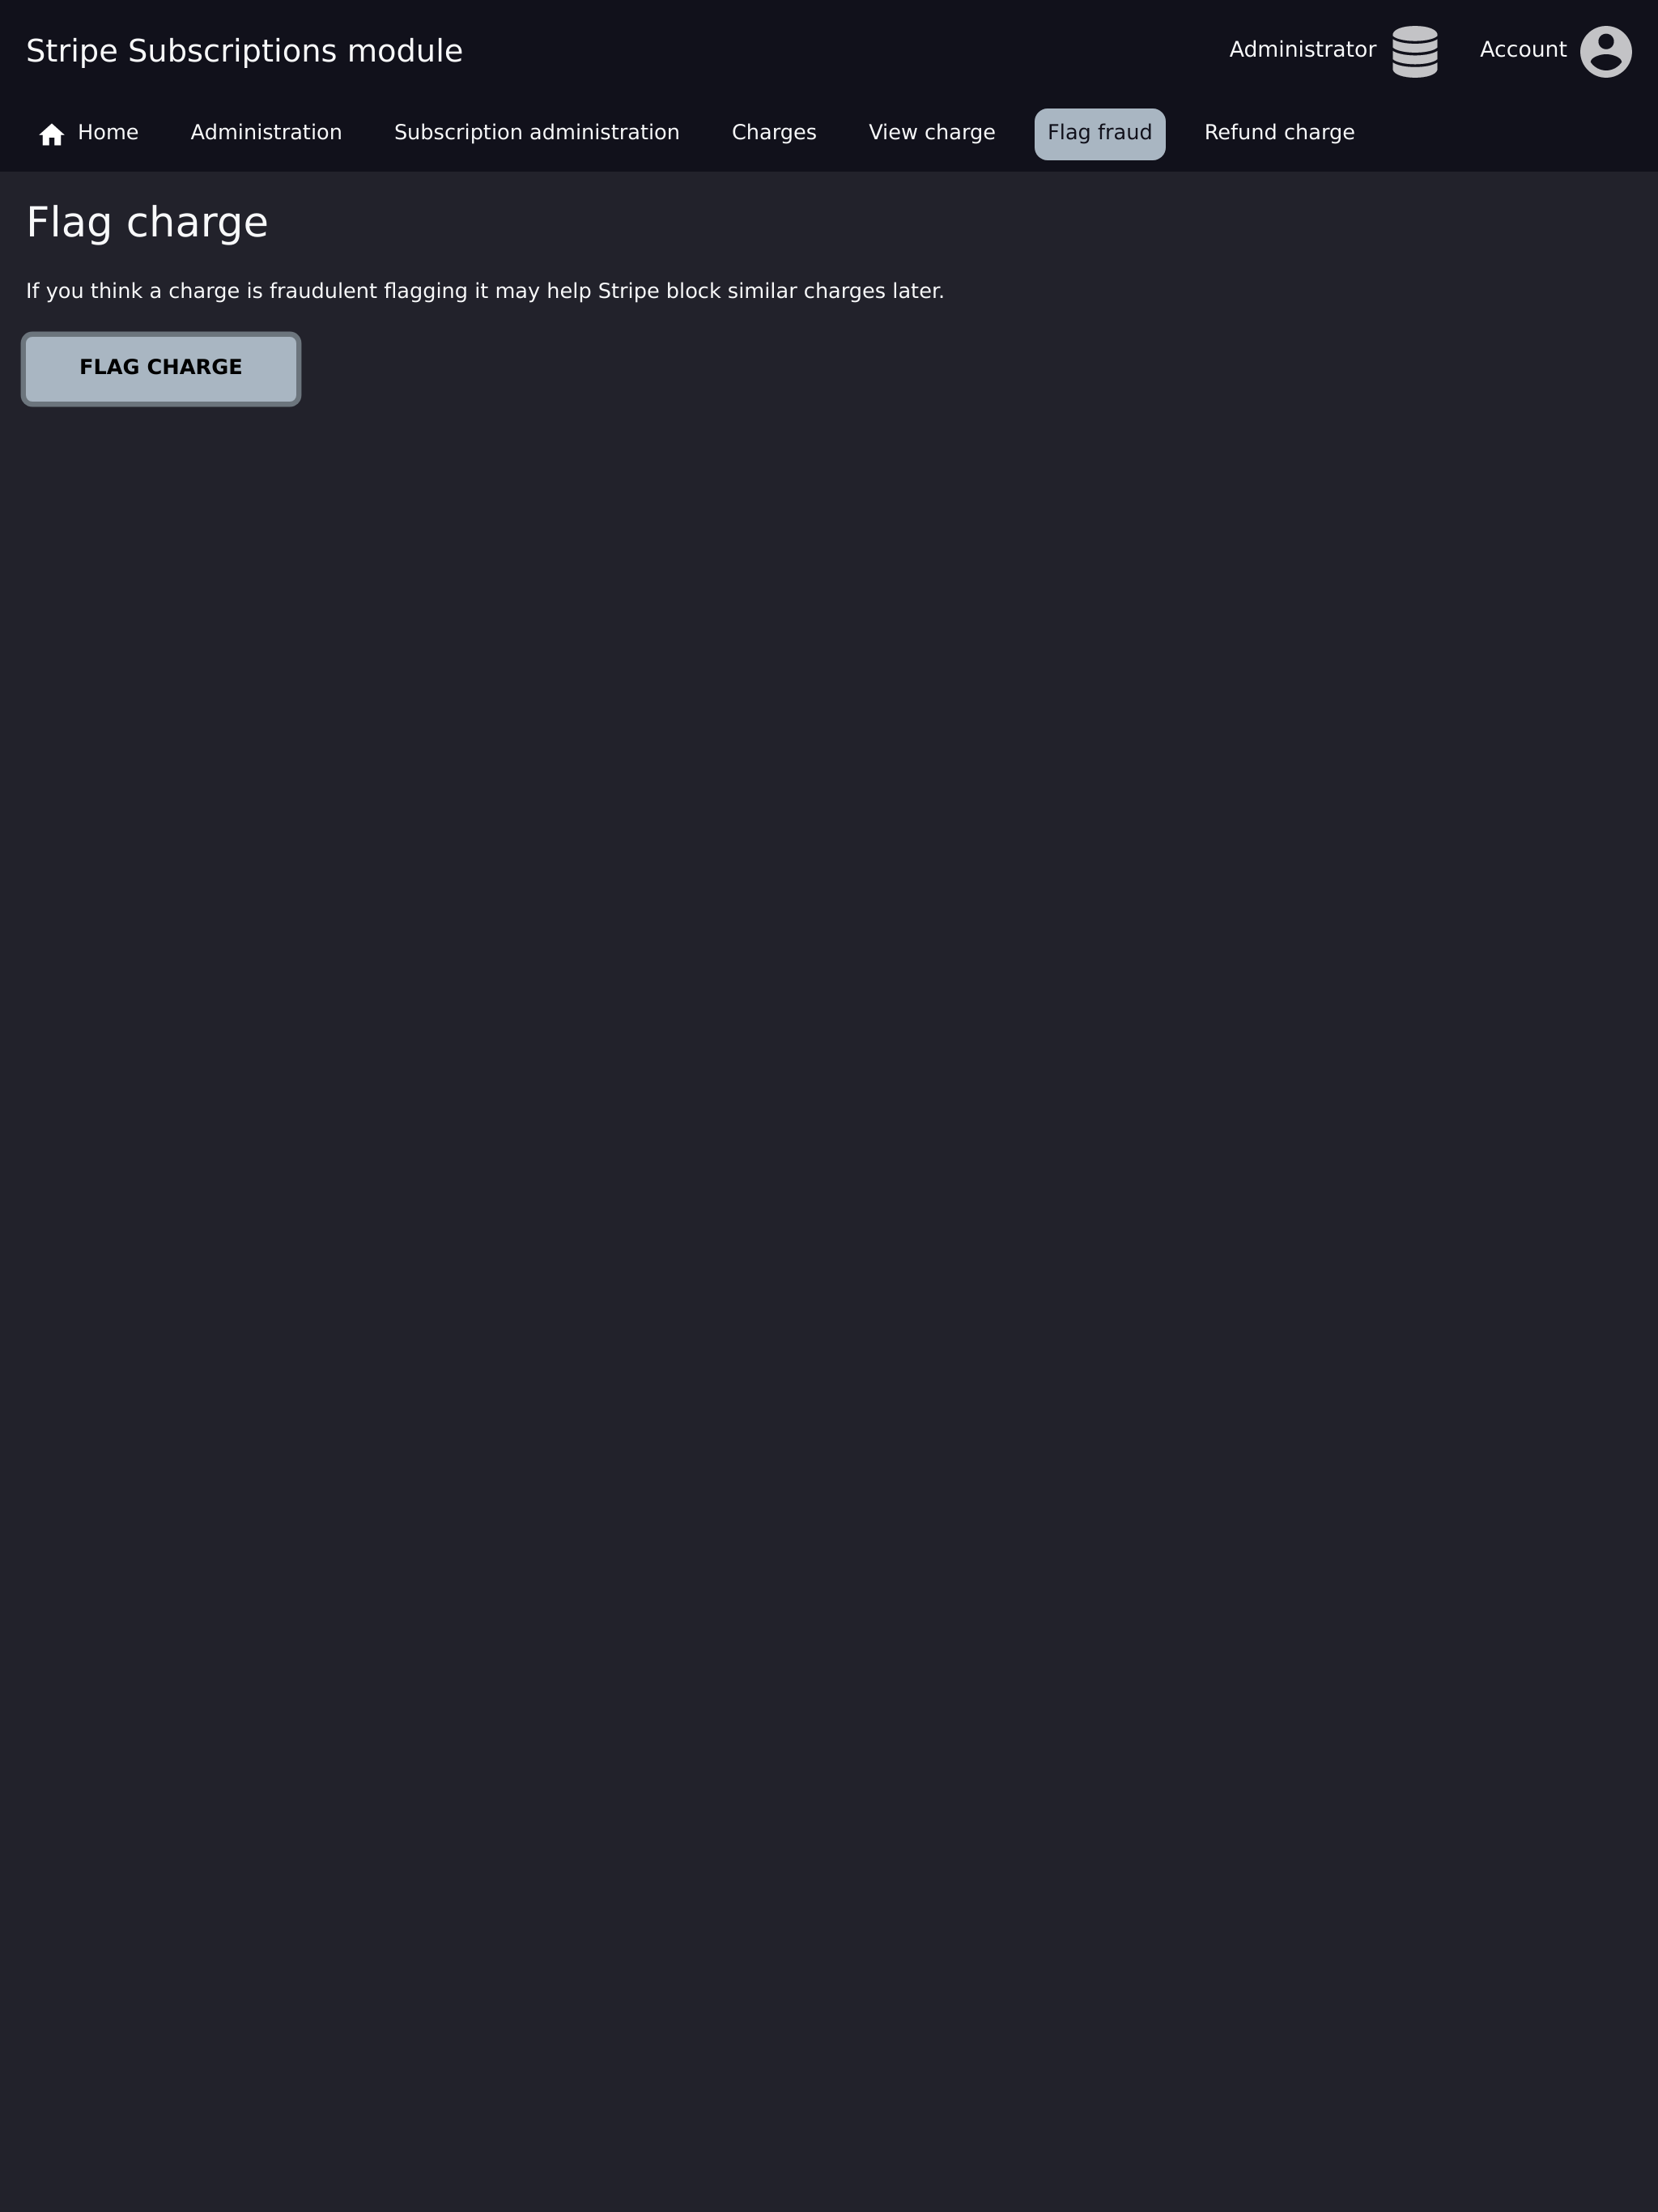 Stripe Subscriptions module
Administrator
Account
Home
Administration
Subscription administration
Charges
View charge
Flag fraud
Refund charge
Flag charge
If you think a charge is fraudulent flagging it may help Stripe block similar charges later.
FLAG CHARGE